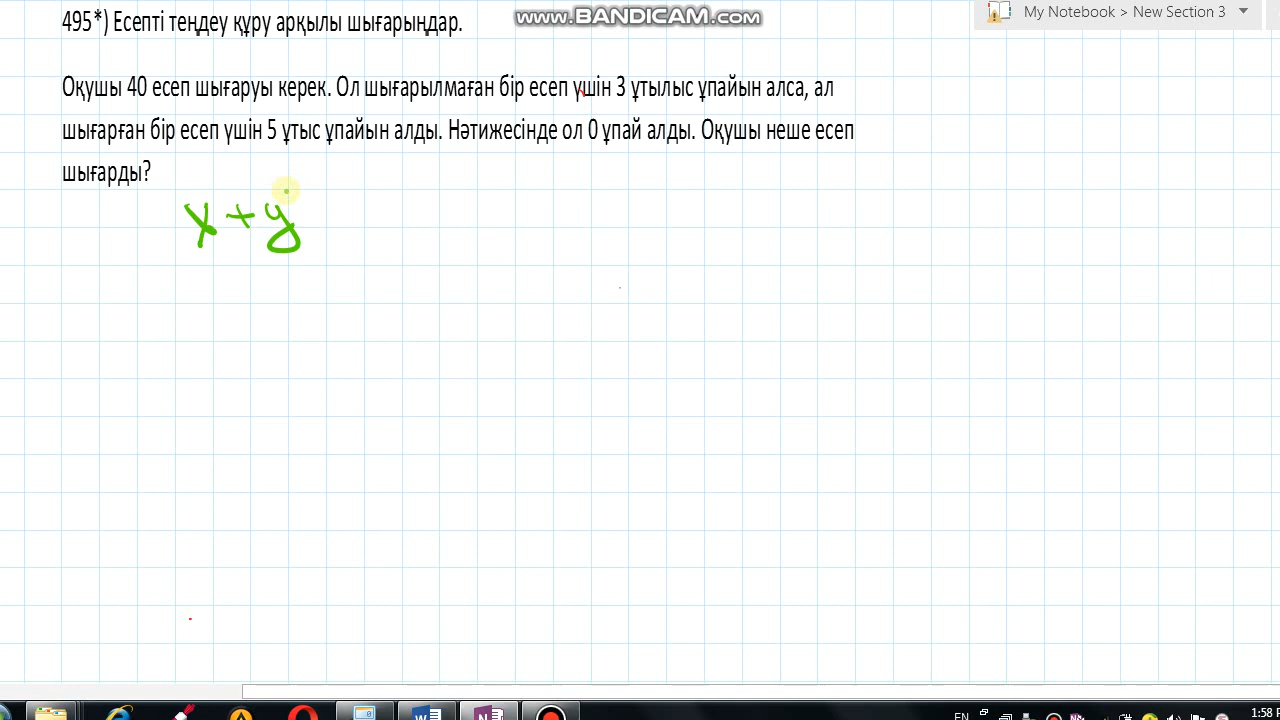 495*) Есепті теңдеу құру арқылы шығарыңдар.
www.BANDICAM.com
My Notebook > New Section 3
Оқушы 40 есеп шығаруы керек. Ол шығарылмаған бір есеп үшін 3 ұтылыс ұпайын алса, ал
шығарған бір есеп үшін 5 ұтыс ұпайын алды. Нәтижесінде ол 0 ұпай алды. Оқушы неше есеп
шығарды?
x + y
EN
1:58